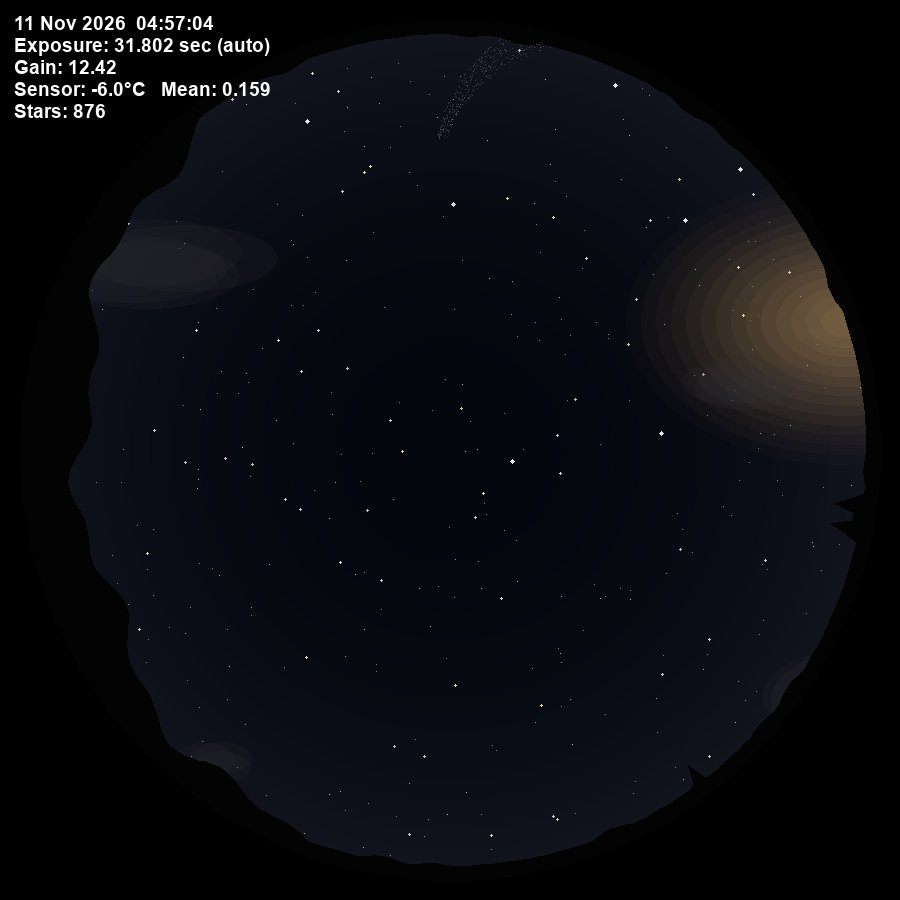 11 Nov 2026  04:57:04
Exposure: 31.802 sec (auto)
Gain: 12.42
Sensor: -6.0°C   Mean: 0.159
Stars: 876